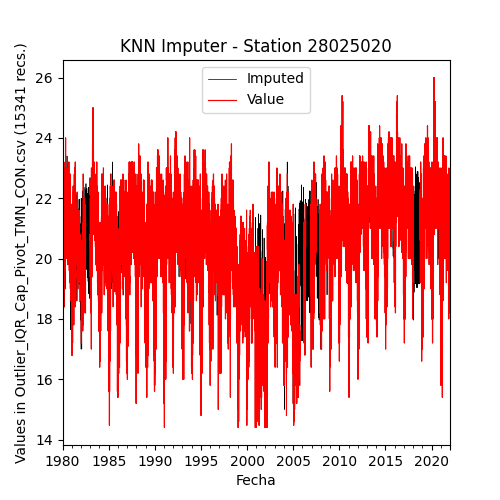 KNN Imputer - Station 28025020
Imputed
Value
Values in Outlier_IQR_Cap_Pivot_TMN_CON.csv (15341 recs.)
26
24
22
20
18
16
14
1980 1985 1990 1995 2000 2005 2010 2015 2020
Fecha